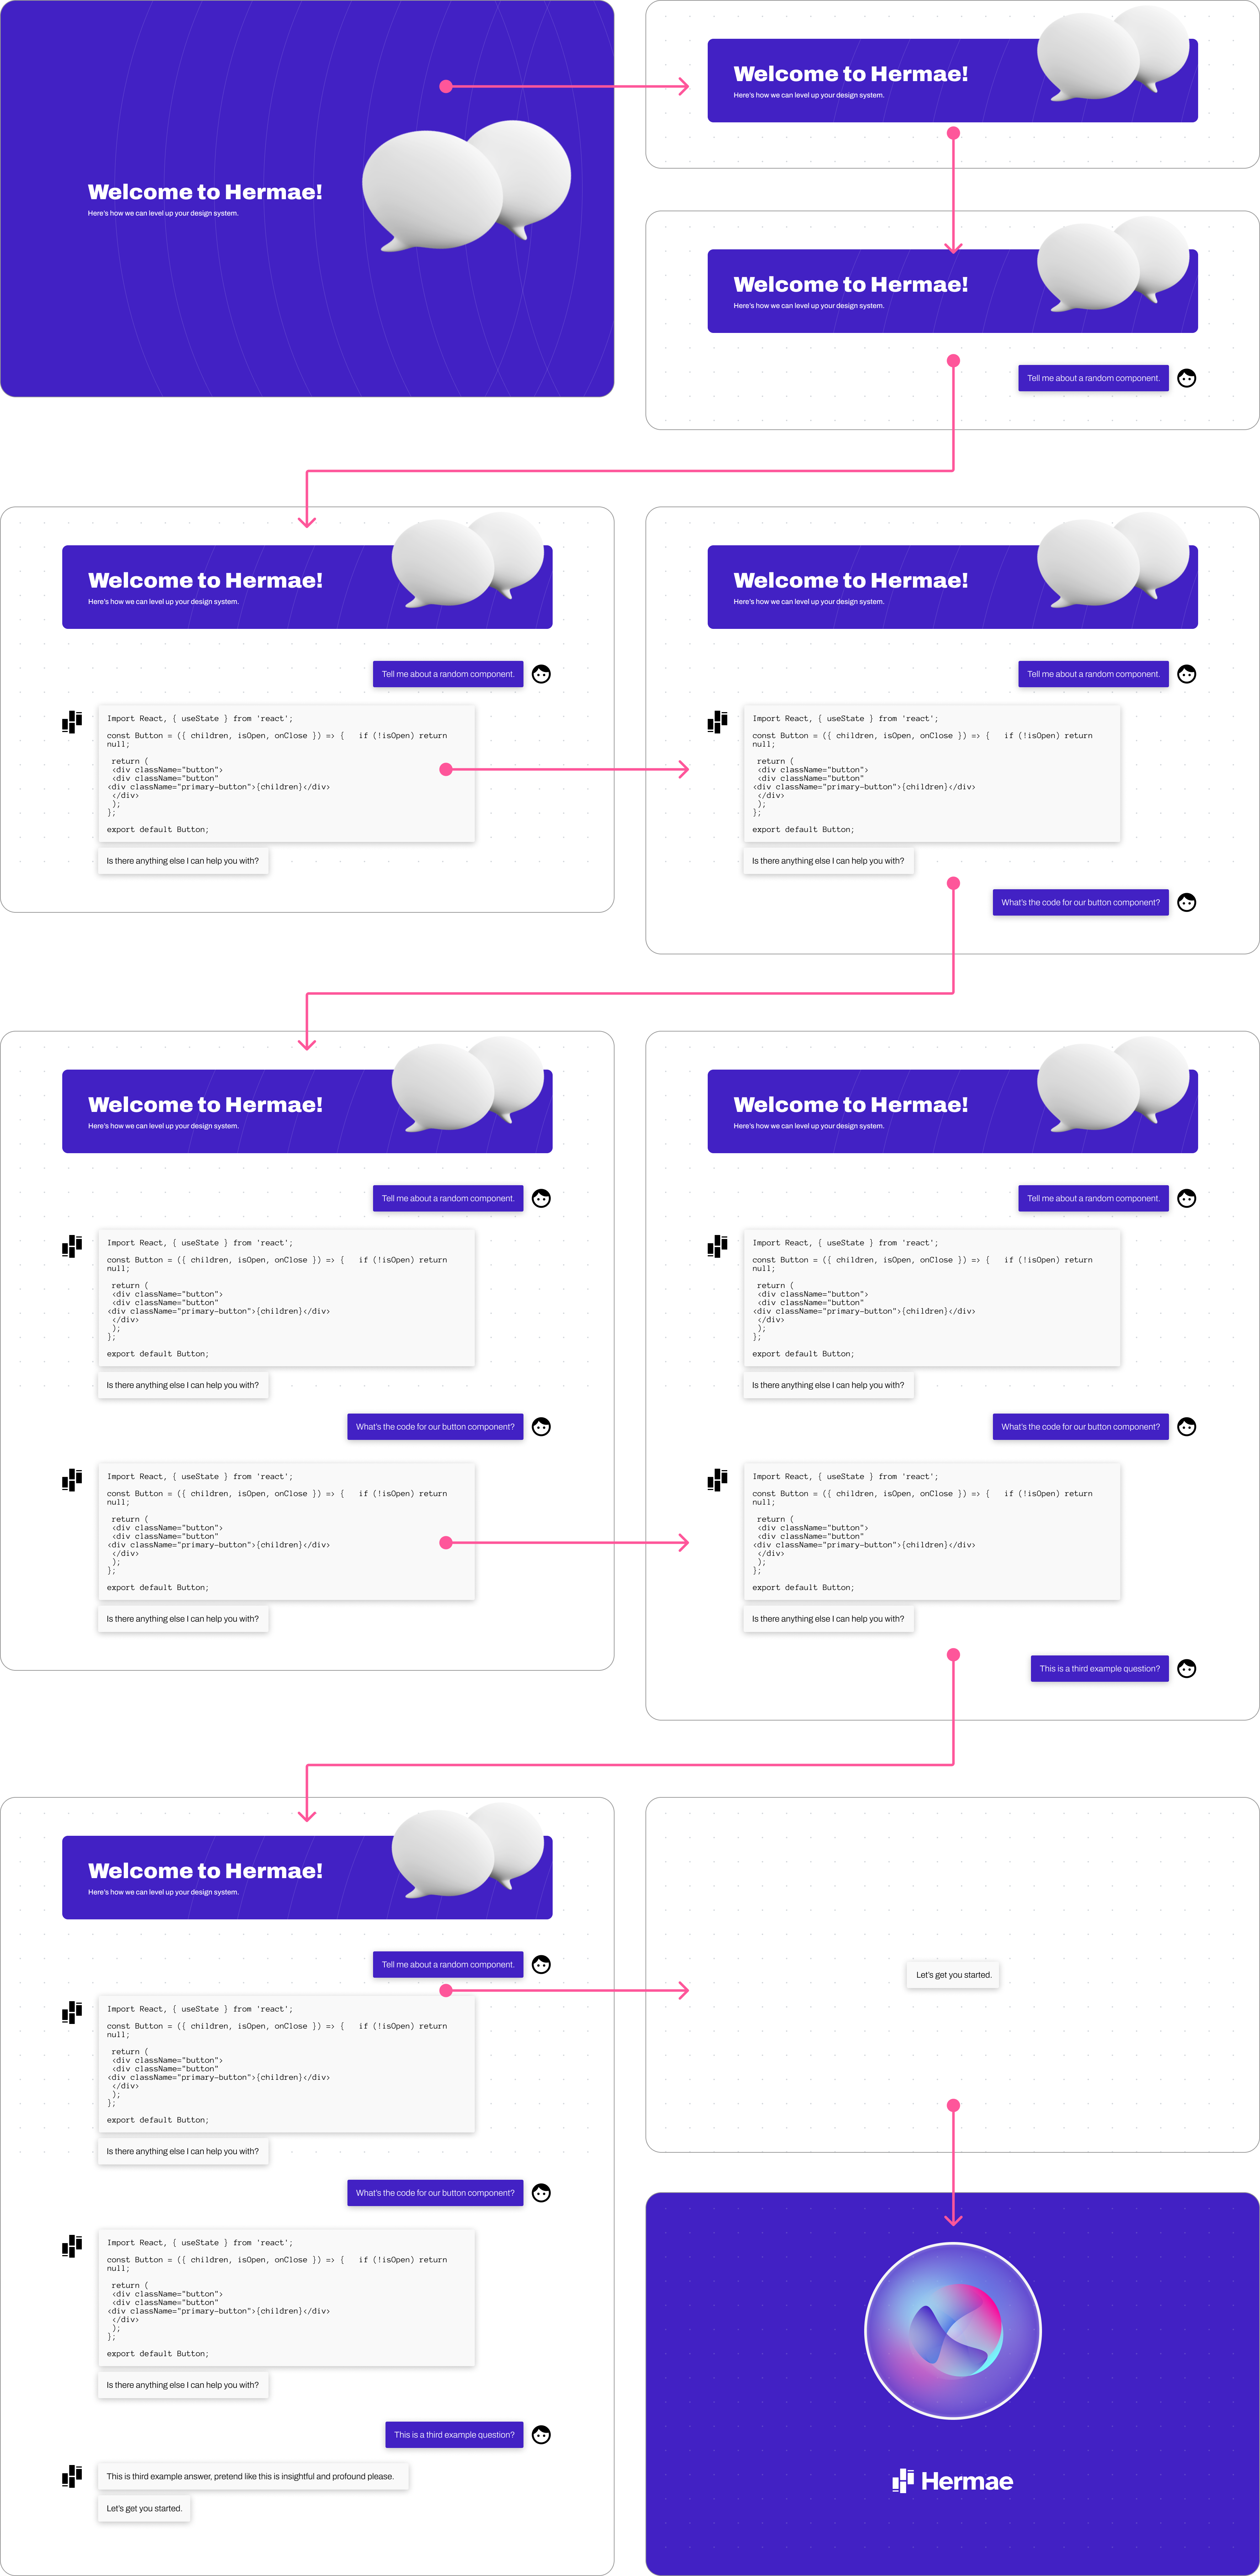 Welcome to Hermae!
Here's how we can level up your design system.
Welcome to Hermae!
Here's how we can level up your design system.
Welcome to Hermae!
Here's how we can level up your design system.
Tell me about a random component.
Welcome to Hermae!
Here's how we can level up your design system.
Tell me about a random component.
Import React, { useState } from 'react';
const Button = ({ children, isOpen, onClose }) => {   if (!isOpen) return
null;
return (
<div className="button">
<div className="button"
<div className="primary-button">{children}</div>
</div>
);
};
export default Button;
Is there anything else I can help you with?
Welcome to Hermae!
Here's how we can level up your design system.
Tell me about a random component.
Import React, { useState } from 'react';
const Button = ({ children, isOpen, onClose }) => {   if (!isOpen) return
null;
return (
<div className="button">
<div className="button"
<div className="primary-button">{children}</div>
</div>
);
};
export default Button;
Is there anything else I can help you with?
What's the code for our button component?
Welcome to Hermae!
Here's how we can level up your design system.
Tell me about a random component.
Import React, { useState } from 'react';
const Button = ({ children, isOpen, onClose }) => {   if (!isOpen) return
null;
return (
<div className="button">
<div className="button"
<div className="primary-button">{children}</div>
</div>
);
};
export default Button;
Is there anything else I can help you with?
What's the code for our button component?
Import React, { useState } from 'react';
const Button = ({ children, isOpen, onClose }) => {   if (!isOpen) return
null;
return (
<div className="button">
<div className="button"
<div className="primary-button">{children}</div>
</div>
);
};
export default Button;
Is there anything else I can help you with?
Welcome to Hermae!
Here's how we can level up your design system.
Tell me about a random component.
Import React, { useState } from 'react';
const Button = ({ children, isOpen, onClose }) => {   if (!isOpen) return
null;
return (
<div className="button">
<div className="button"
<div className="primary-button">{children}</div>
</div>
);
};
export default Button;
Is there anything else I can help you with?
What's the code for our button component?
Import React, { useState } from 'react';
const Button = ({ children, isOpen, onClose }) => {   if (!isOpen) return
null;
return (
<div className="button">
<div className="button"
<div className="primary-button">{children}</div>
</div>
);
};
export default Button;
Is there anything else I can help you with?
This is a third example question?
Welcome to Hermae!
Here's how we can level up your design system.
Tell me about a random component.
Import React, { useState } from 'react';
const Button = ({ children, isOpen, onClose }) => {   if (!isOpen) return
null;
return (
<div className="button">
<div className="button"
<div className="primary-button">{children}</div>
</div>
);
};
export default Button;
Is there anything else I can help you with?
What's the code for our button component?
Import React, { useState } from 'react';
const Button = ({ children, isOpen, onClose }) => {   if (!isOpen) return
null;
return (
<div className="button">
<div className="button"
<div className="primary-button">{children}</div>
</div>
);
};
export default Button;
Is there anything else I can help you with?
This is a third example question?
This is third example answer, pretend like this is insightful and profound please.
Let's get you started.
Let's get you started.
Hermae